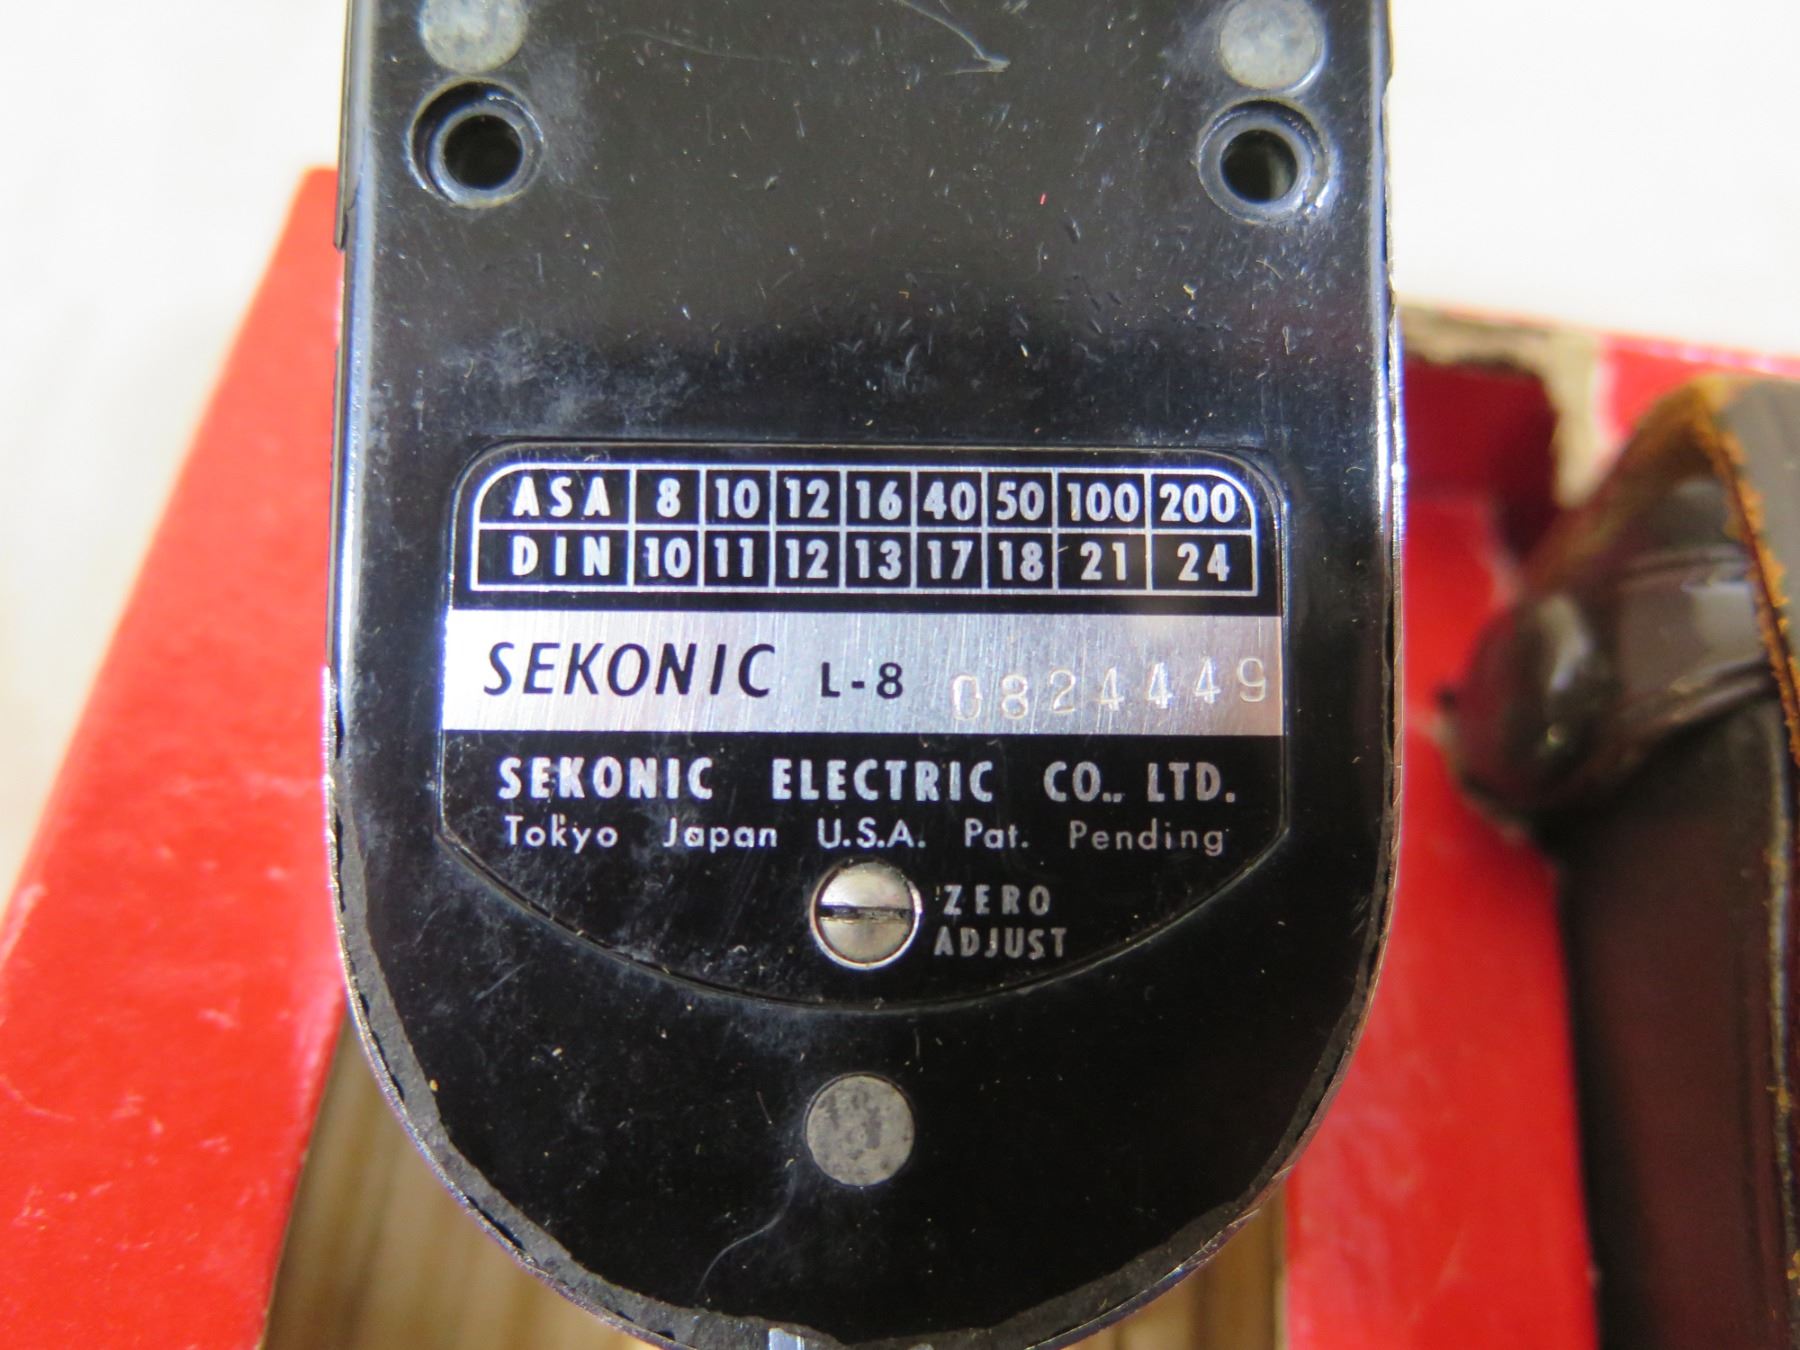 ASA 8 10 12 16 40 50 100 200
DIN 10 11 12 13 17 18 21 24
SEKONIC L-8 0824449
SEKONIC ELECTRIC CO., LTD.
Tokyo Japan U.S.A. Pat. Pending
ZERO
ADJUST